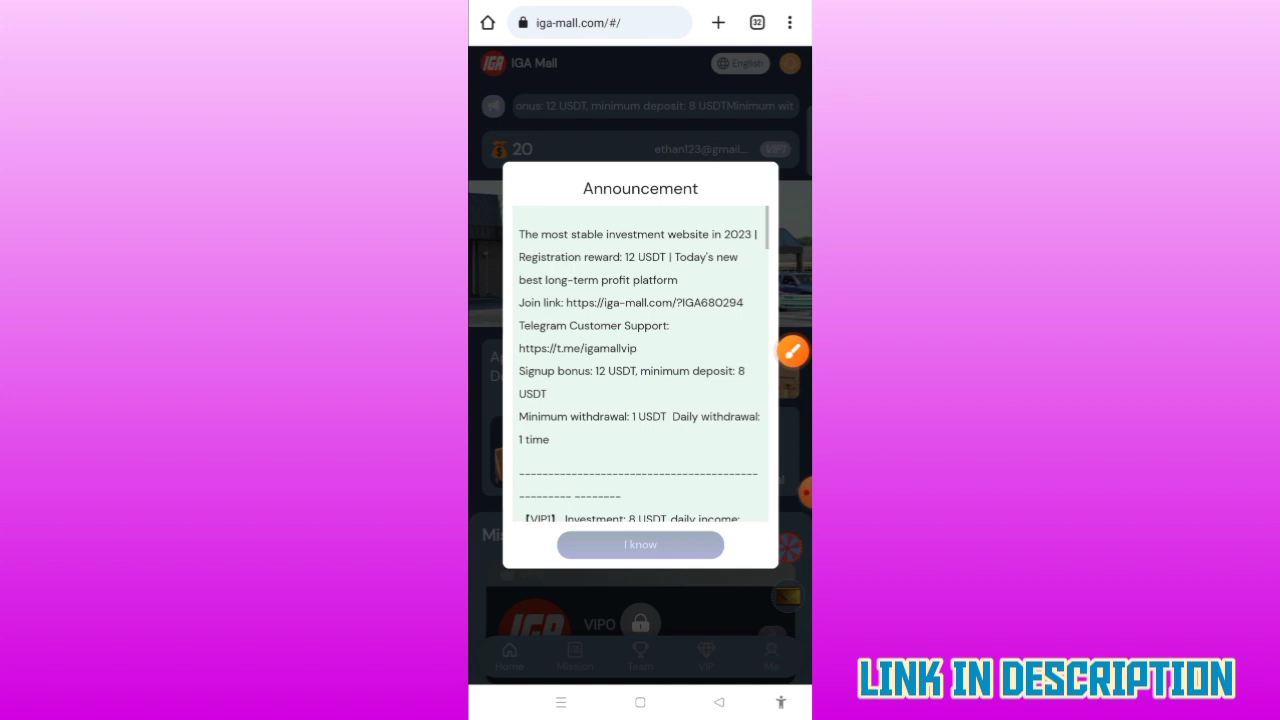 iga-mall.com/#/
32
IGA
IGA Mall
English
onus: 12 USDT, minimum deposit: 8 USDTMinimum wit
20
ethan123@gmail....
VIP1
Announcement
The most stable investment website in 2023 |
Registration reward: 12 USDT | Today's new
best long-term profit platform
Join link: https://iga-mall.com/?IGA680294
Telegram Customer Support:
https://t.me/igamallvip
Signup bonus: 12 USDT, minimum deposit: 8
USDT
Minimum withdrawal: 1 USDT Daily withdrawal:
1 time
-----------------------------------------
--------- --------
【VIP1】 Investment: 8 USDT, daily income:
I know
IGA
VIP0
Home
Mission
Team
VIP
Me
LINK IN DESCRIPTION